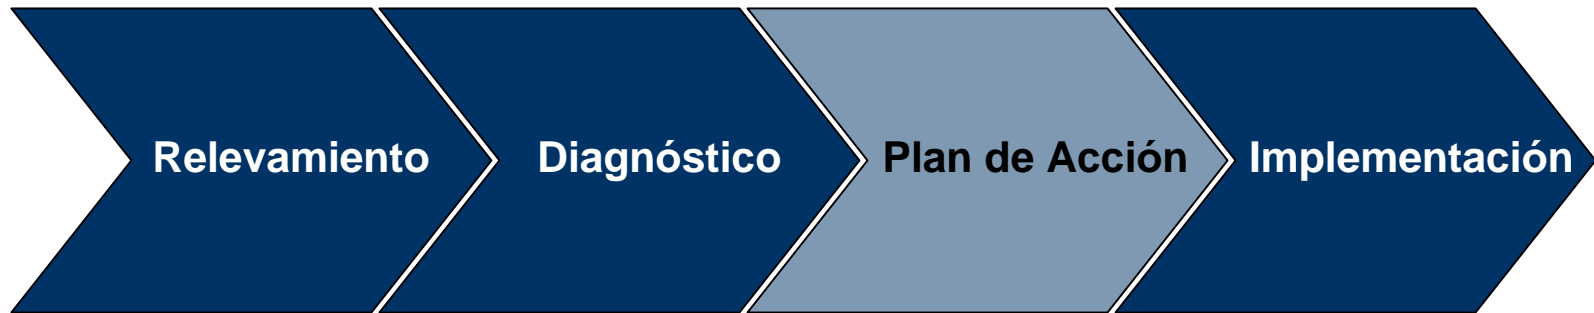 Relevamiento
Diagnóstico
Plan de Acción
Implementación